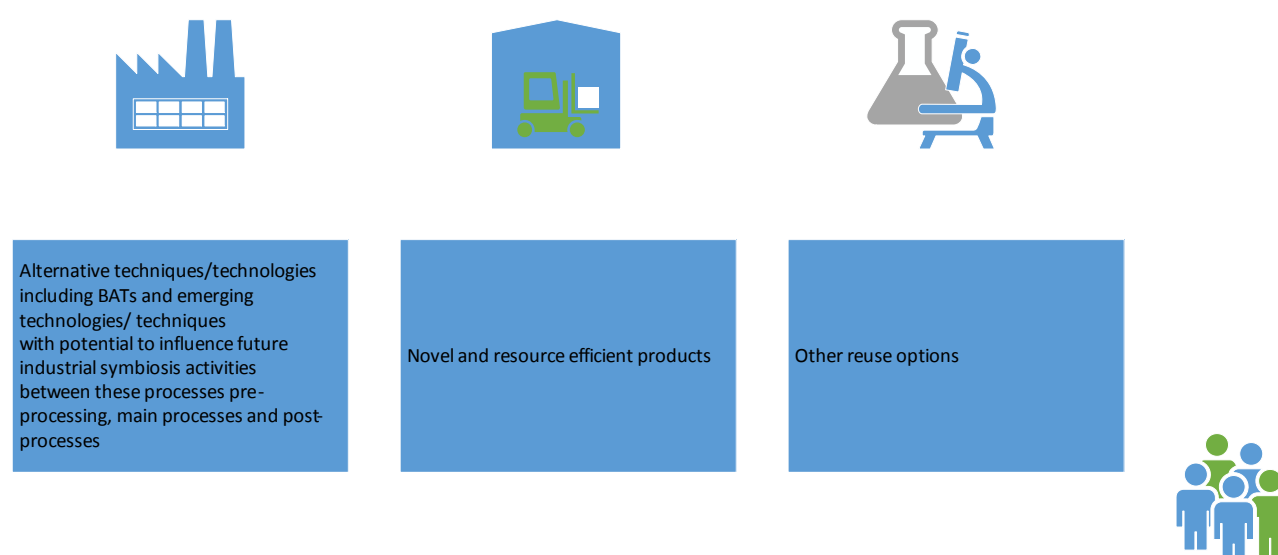 Alternative techniques/technologies
including BATs and emerging
technologies/ techniques
with potential to influence future
industrial symbiosis activities
between these processes pre-
processing, main processes and post-
processes
Novel and resource efficient products
Other reuse options